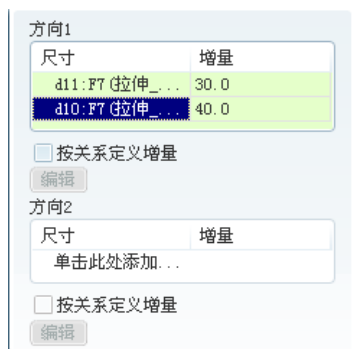 方向1
尺寸 增量
d11:F7 (拉伸_... 30.0
d10:F7 (拉伸_... 40.0
按关系定义增量
编辑
方向2
尺寸 增量
单击此处添加...
按关系定义增量
编辑